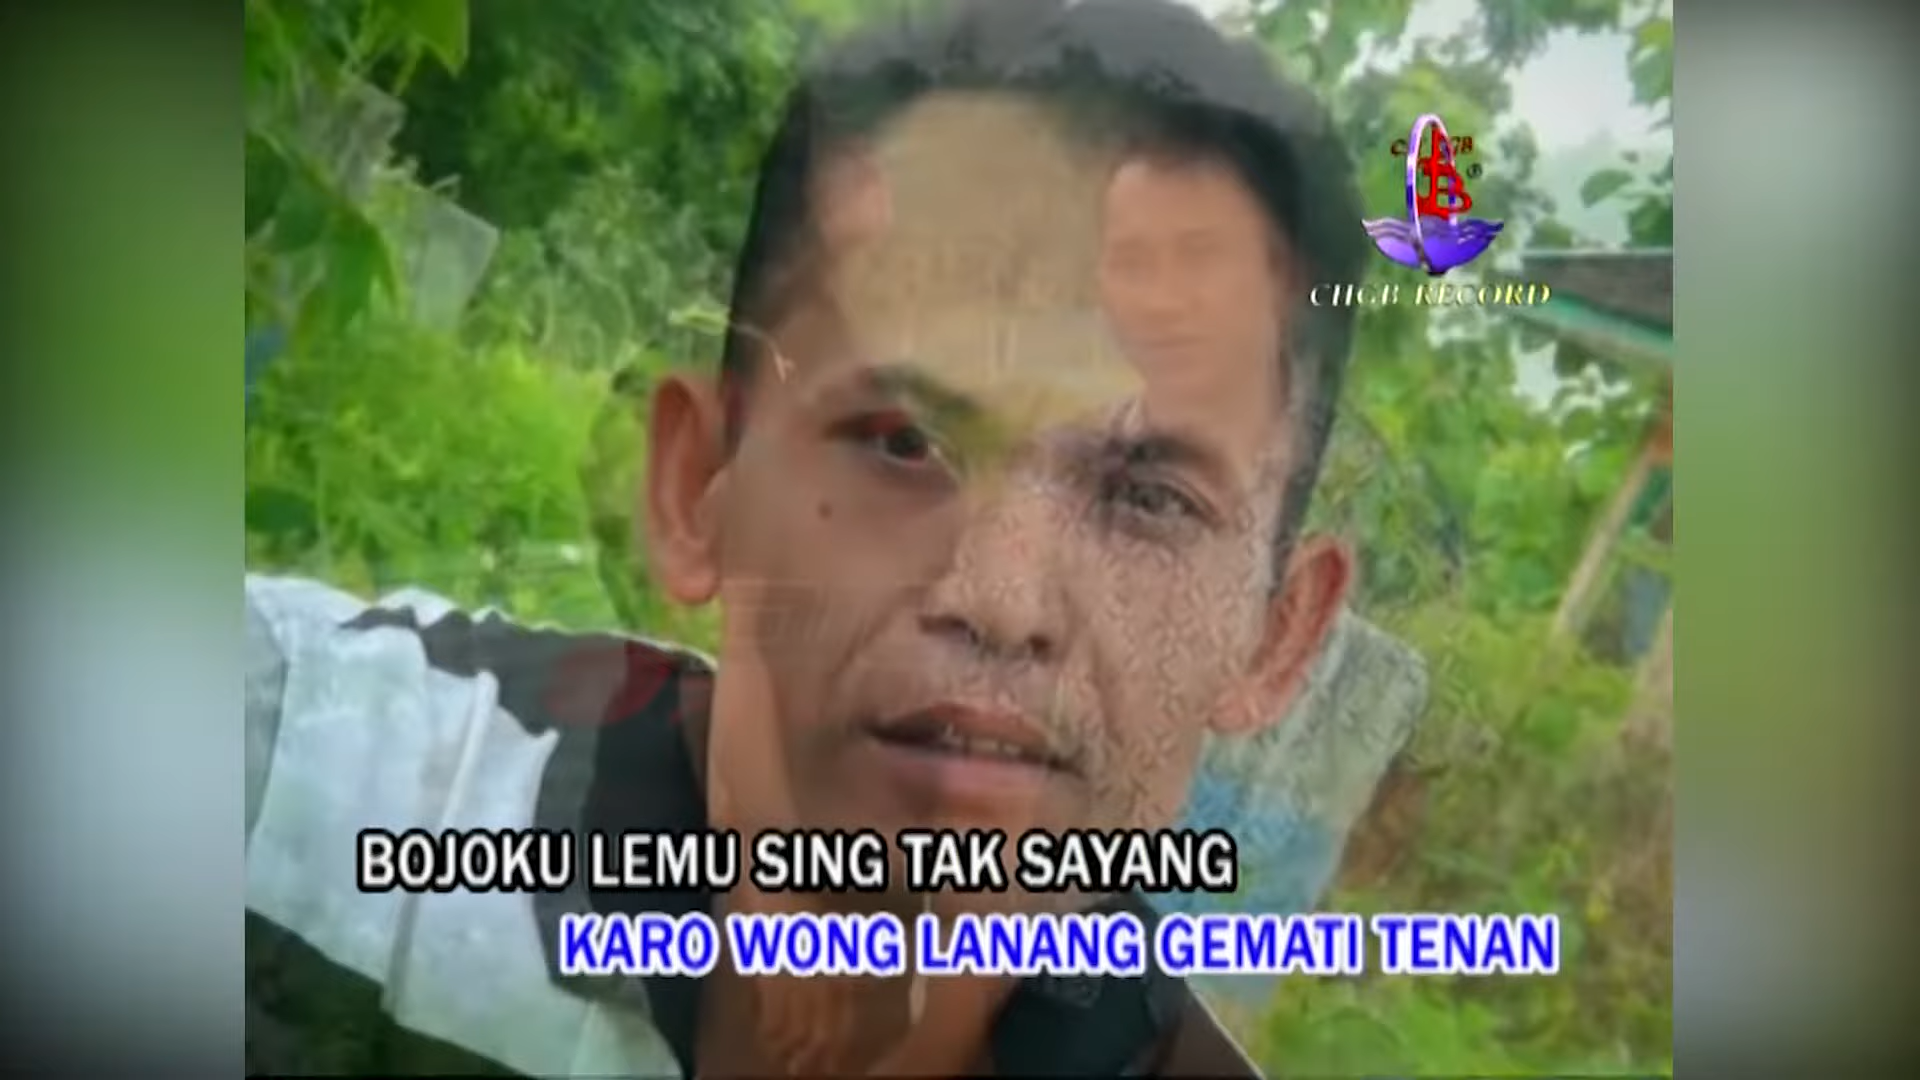 CHGB RECORD
BOJOKU LEMU SING TAK SAYANG
KARO WONG LANANG GEMATI TENAN